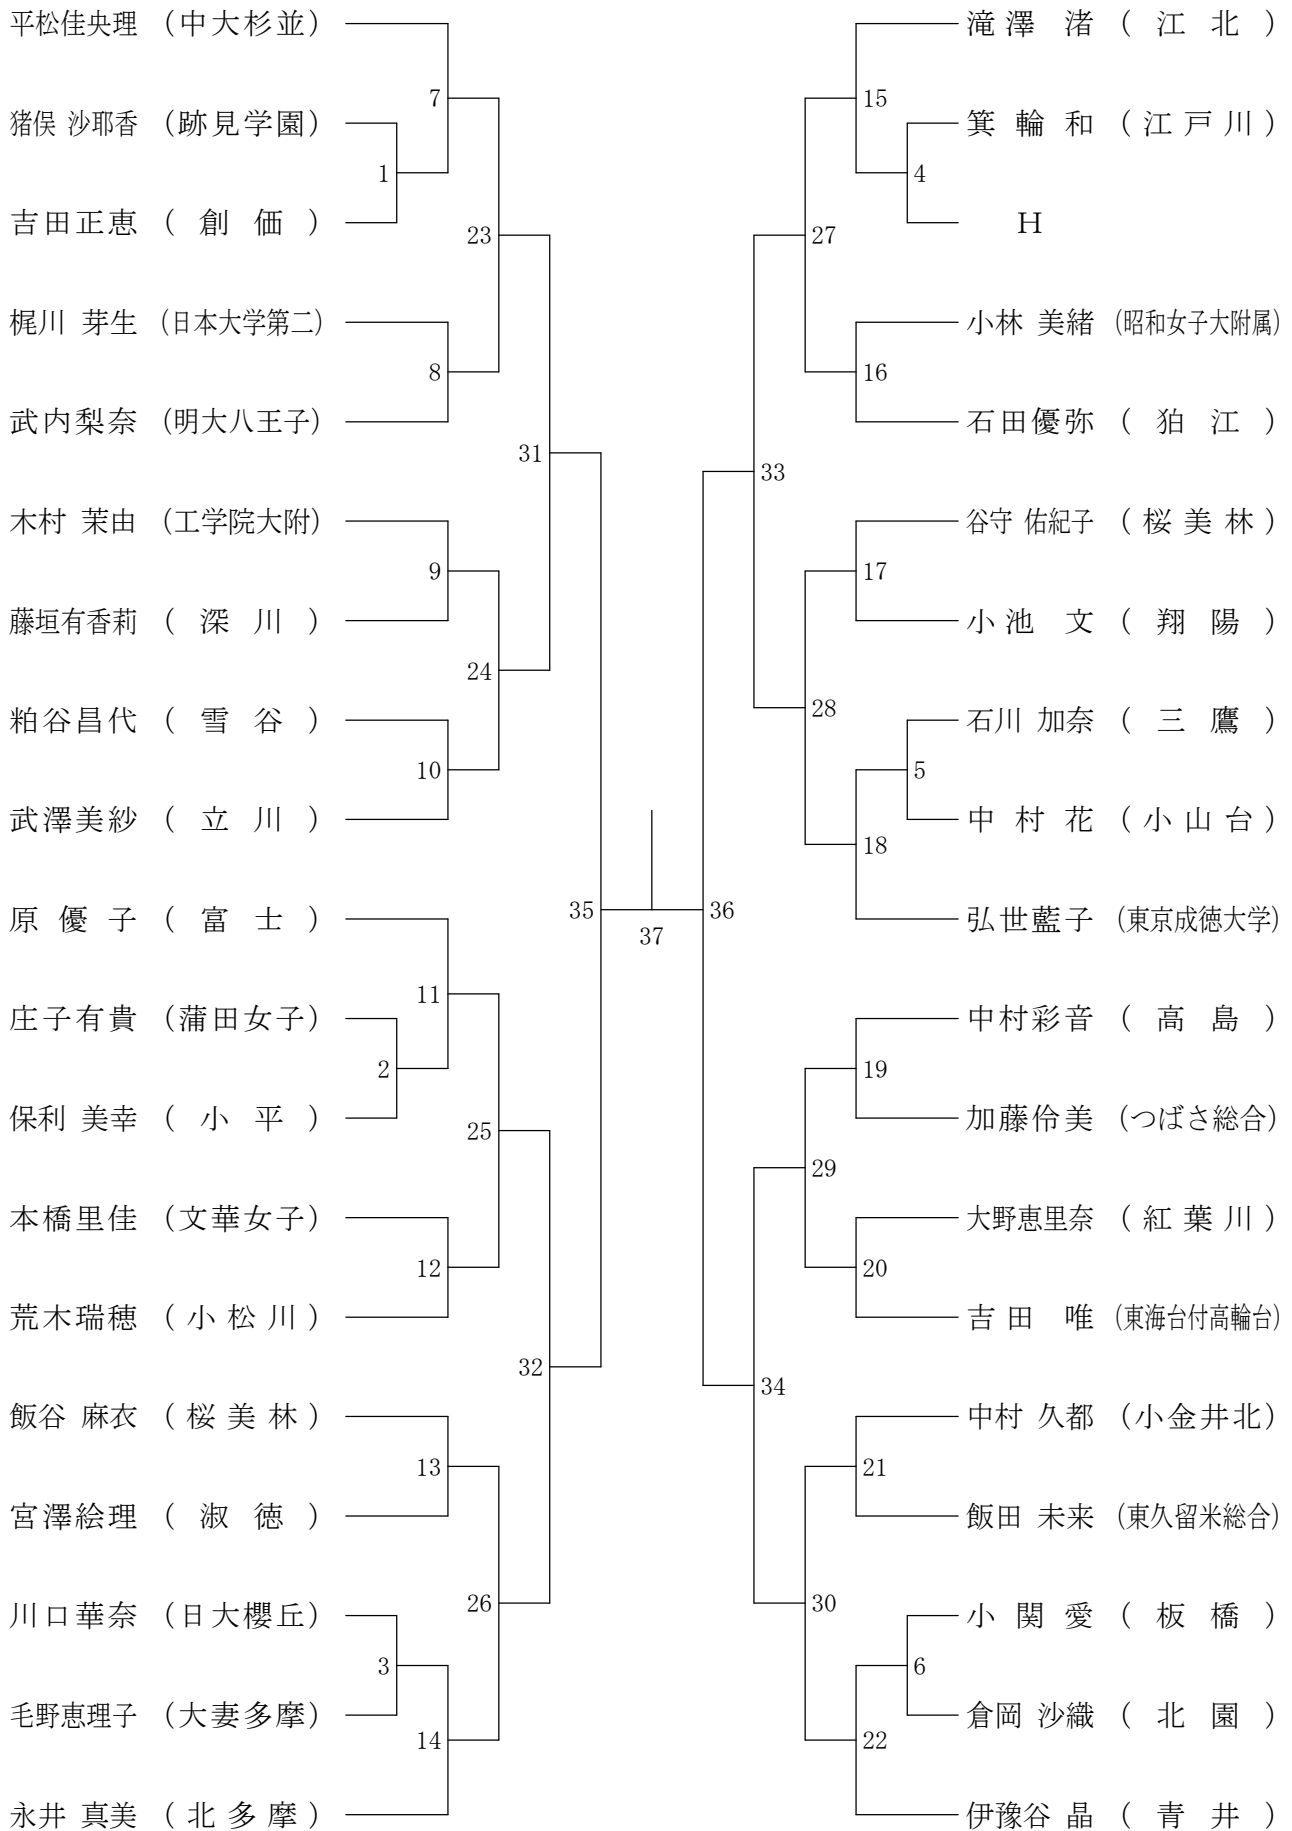 平松佳央理 （中大杉並）
7
猪俣 沙耶香 （跡見学園）
1
吉田正恵 （ 創 価 ）
23
梶川 芽生 （日本大学第二）
8
武内梨奈 （明大八王子）
31
木村 茉由 （工学院大附）
9
藤垣有香莉 （ 深 川 ）
24
粕谷昌代 （ 雪 谷 ）
10
武澤美紗 （ 立 川 ）
35
原 優 子 （ 富 士 ）
11
庄子有貴 （蒲田女子）
2
保利 美幸 （ 小 平 ）
25
本橋里佳 （文華女子）
12
荒木瑞穂 （ 小 松 川 ）
32
飯谷 麻衣 （ 桜 美 林 ）
13
宮澤絵理 （ 淑 徳 ）
26
川口華奈 （日大櫻丘）
3
毛野恵理子 （大妻多摩）
14
永井 真美 （ 北 多 摩 ）
37
滝 澤 渚 （ 江 北 ）
15
箕 輪 和 （ 江 戸 川 ）
4
H
27
小林 美緒 （昭和女子大附属）
16
石田優弥 （ 狛 江 ）
33
谷守 佑紀子 （ 桜 美 林 ）
17
小 池 文 （ 翔 陽 ）
28
石川 加奈 （ 三 鷹 ）
5
中 村 花 （ 小 山 台 ）
18
弘世藍子 （東京成徳大学）
36
中村彩音 （ 高 島 ）
19
加藤伶美 （つばさ総合）
29
大野恵里奈 （ 紅 葉 川 ）
20
吉 田 唯 （東海台付高輪台）
34
中村 久都 （小金井北）
21
飯田 未来 （東久留米総合）
30
小 関 愛 （ 板 橋 ）
6
倉岡 沙織 （ 北 園 ）
22
伊豫谷 晶 （ 青 井 ）